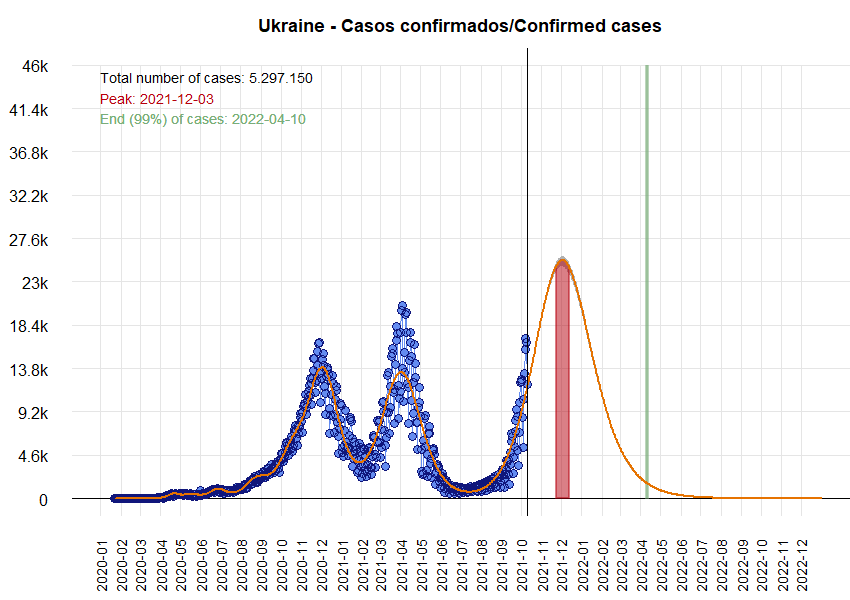 Ukraine - Casos confirmados/Confirmed cases
46k
41.4k
36.8k
32.2k
27.6k
23k
18.4k
13.8k
9.2k
4.6k
0
Total number of cases: 5.297.150
Peak: 2021-12-03
End (99%) of cases: 2022-04-10
2020-01
2020-02
2020-03
2020-04
2020-05
2020-06
2020-07
2020-08
2020-09
2020-10
2020-11
2020-12
2021-01
2021-02
2021-03
2021-04
2021-05
2021-06
2021-07
2021-08
2021-09
2021-10
2021-11
2021-12
2022-01
2022-02
2022-03
2022-04
2022-05
2022-06
2022-07
2022-08
2022-09
2022-10
2022-11
2022-12